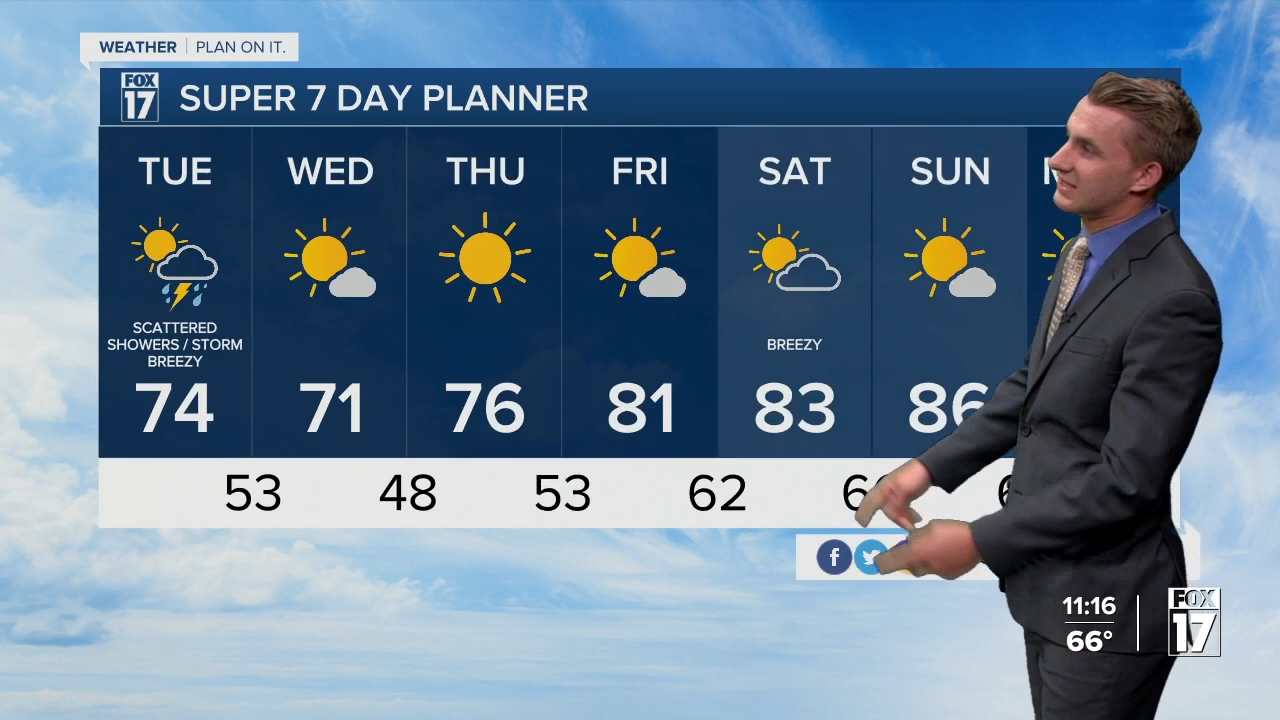 WEATHER | PLAN ON IT.
FOX 17 SUPER 7 DAY PLANNER
TUE WED THU FRI SAT SUN
SCATTERED
SHOWERS / STORM
BREEZY
BREEZY
74 71 76 81 83 86
53 48 53 62
f
11:16
66°
FOX
17